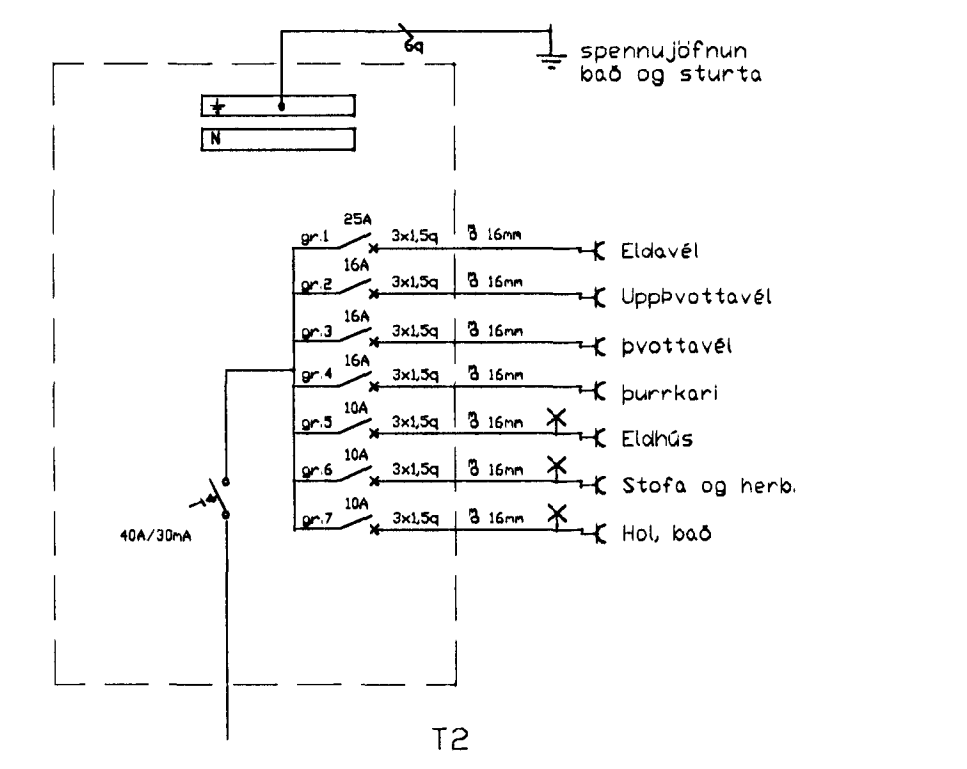 6q
spennujöfnun
bað og sturta
N
25A
gr.1 3x1,5q 16mm Eldavél
16A
gr.2 3x1,5q 16mm Uppþvottavél
16A
gr.3 3x1,5q 16mm þvottavél
16A
gr.4 3x1,5q 16mm þurrkari
10A
gr.5 3x1,5q 16mm Eldhús
10A
gr.6 3x1,5q 16mm Stofa og herb.
10A
gr.7 3x1,5q 16mm Hol, bað
40A/30mA
T2